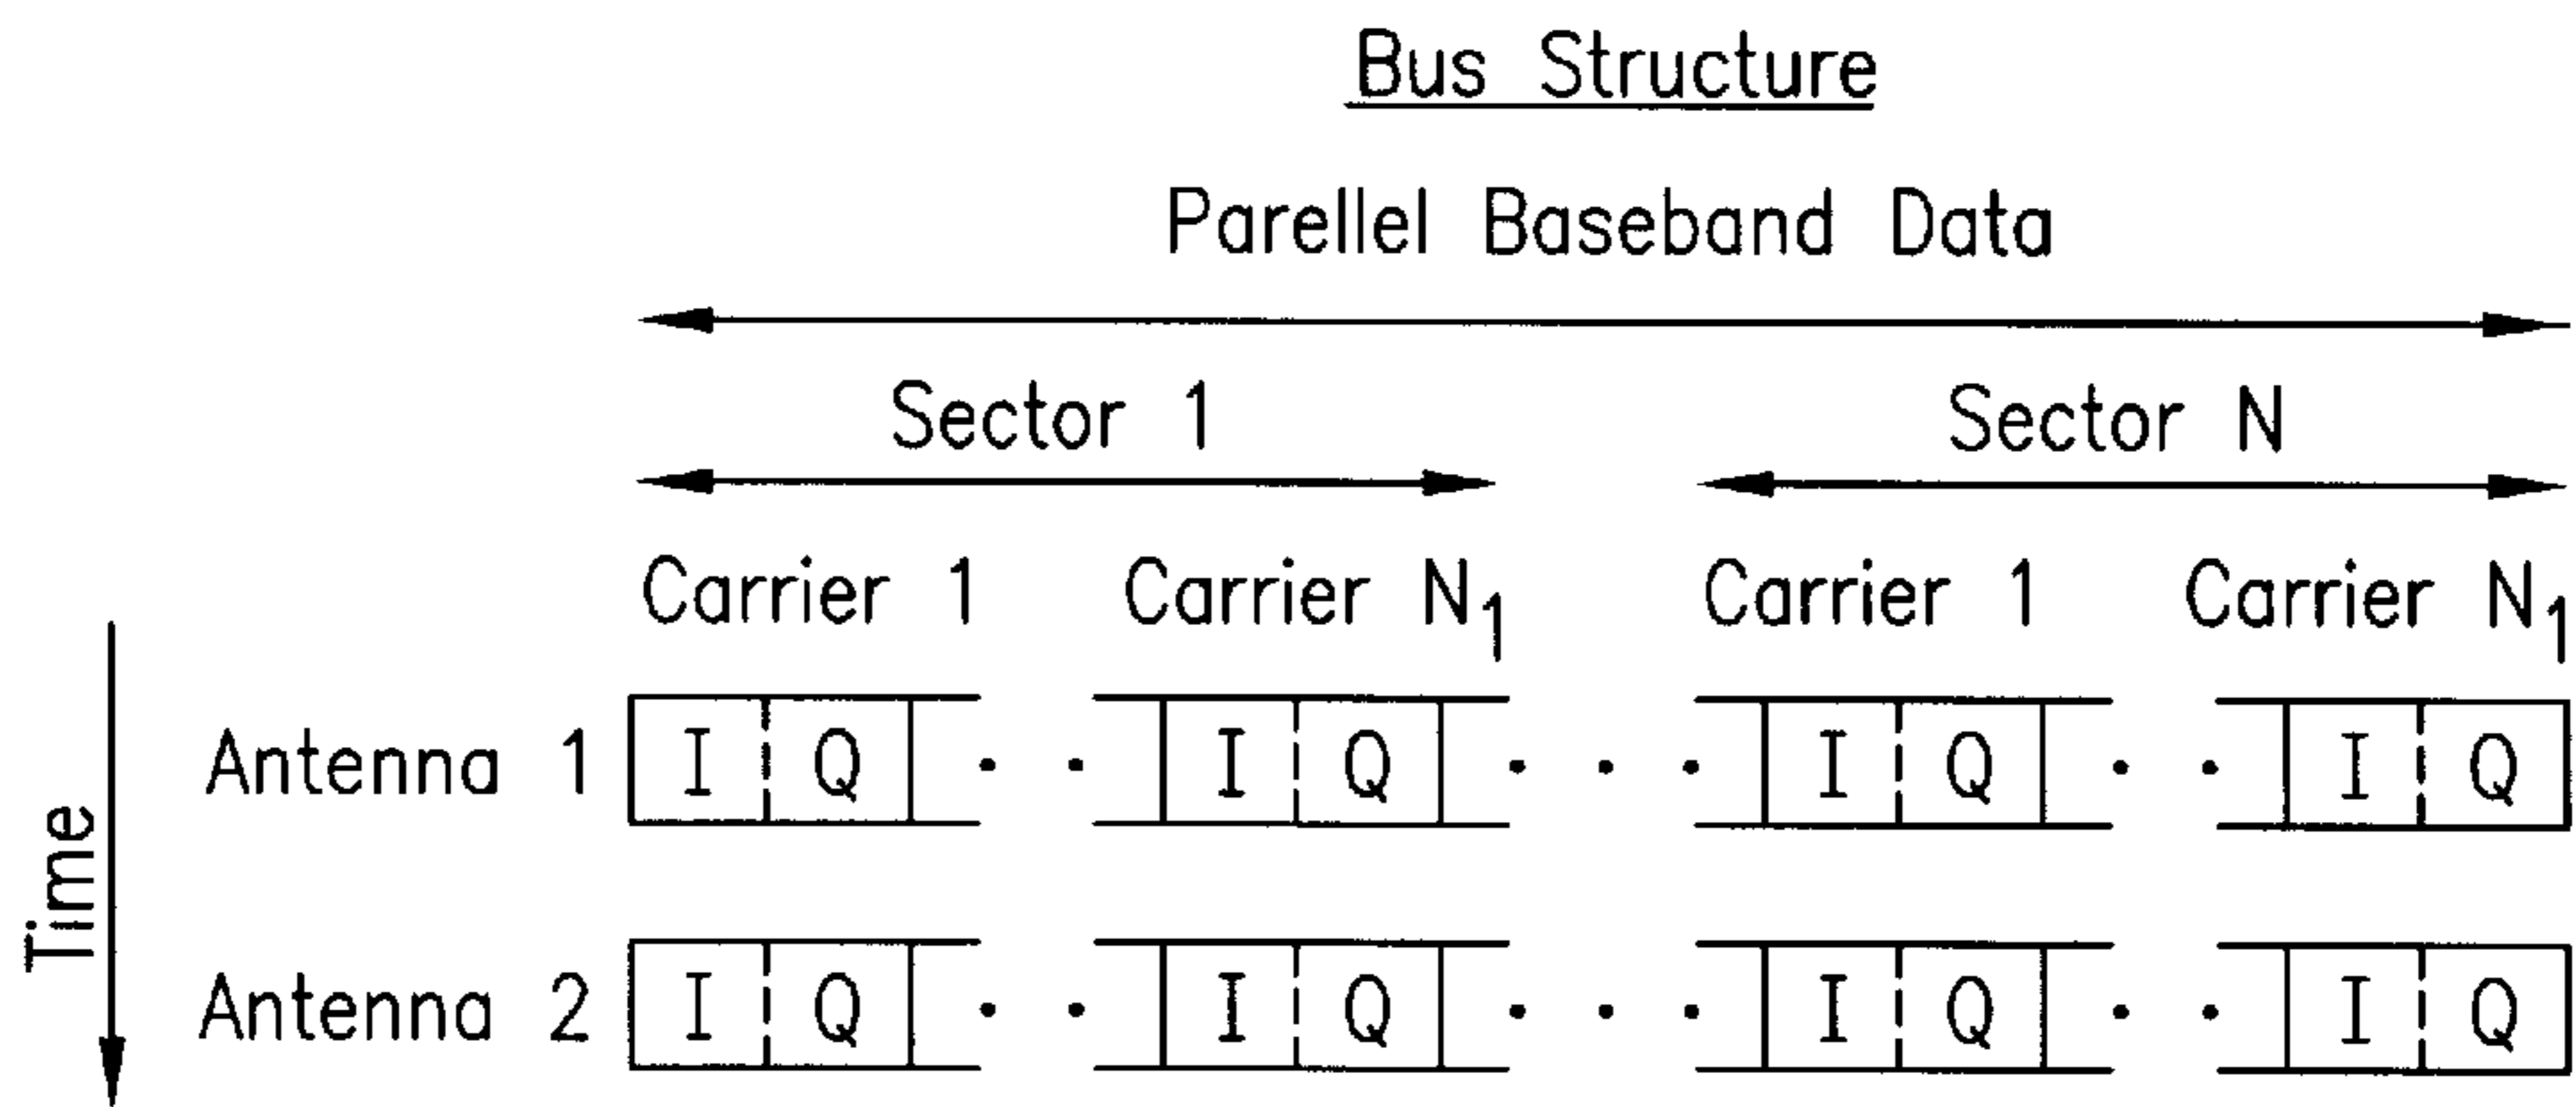 Bus Structure
Parellel Baseband Data
Sector 1 Sector N
Carrier 1 Carrier N₁ Carrier 1 Carrier N₁
Time
Antenna 1 I Q . . I Q . . . I Q . . I Q
Antenna 2 I Q . . I Q . . . I Q . . I Q